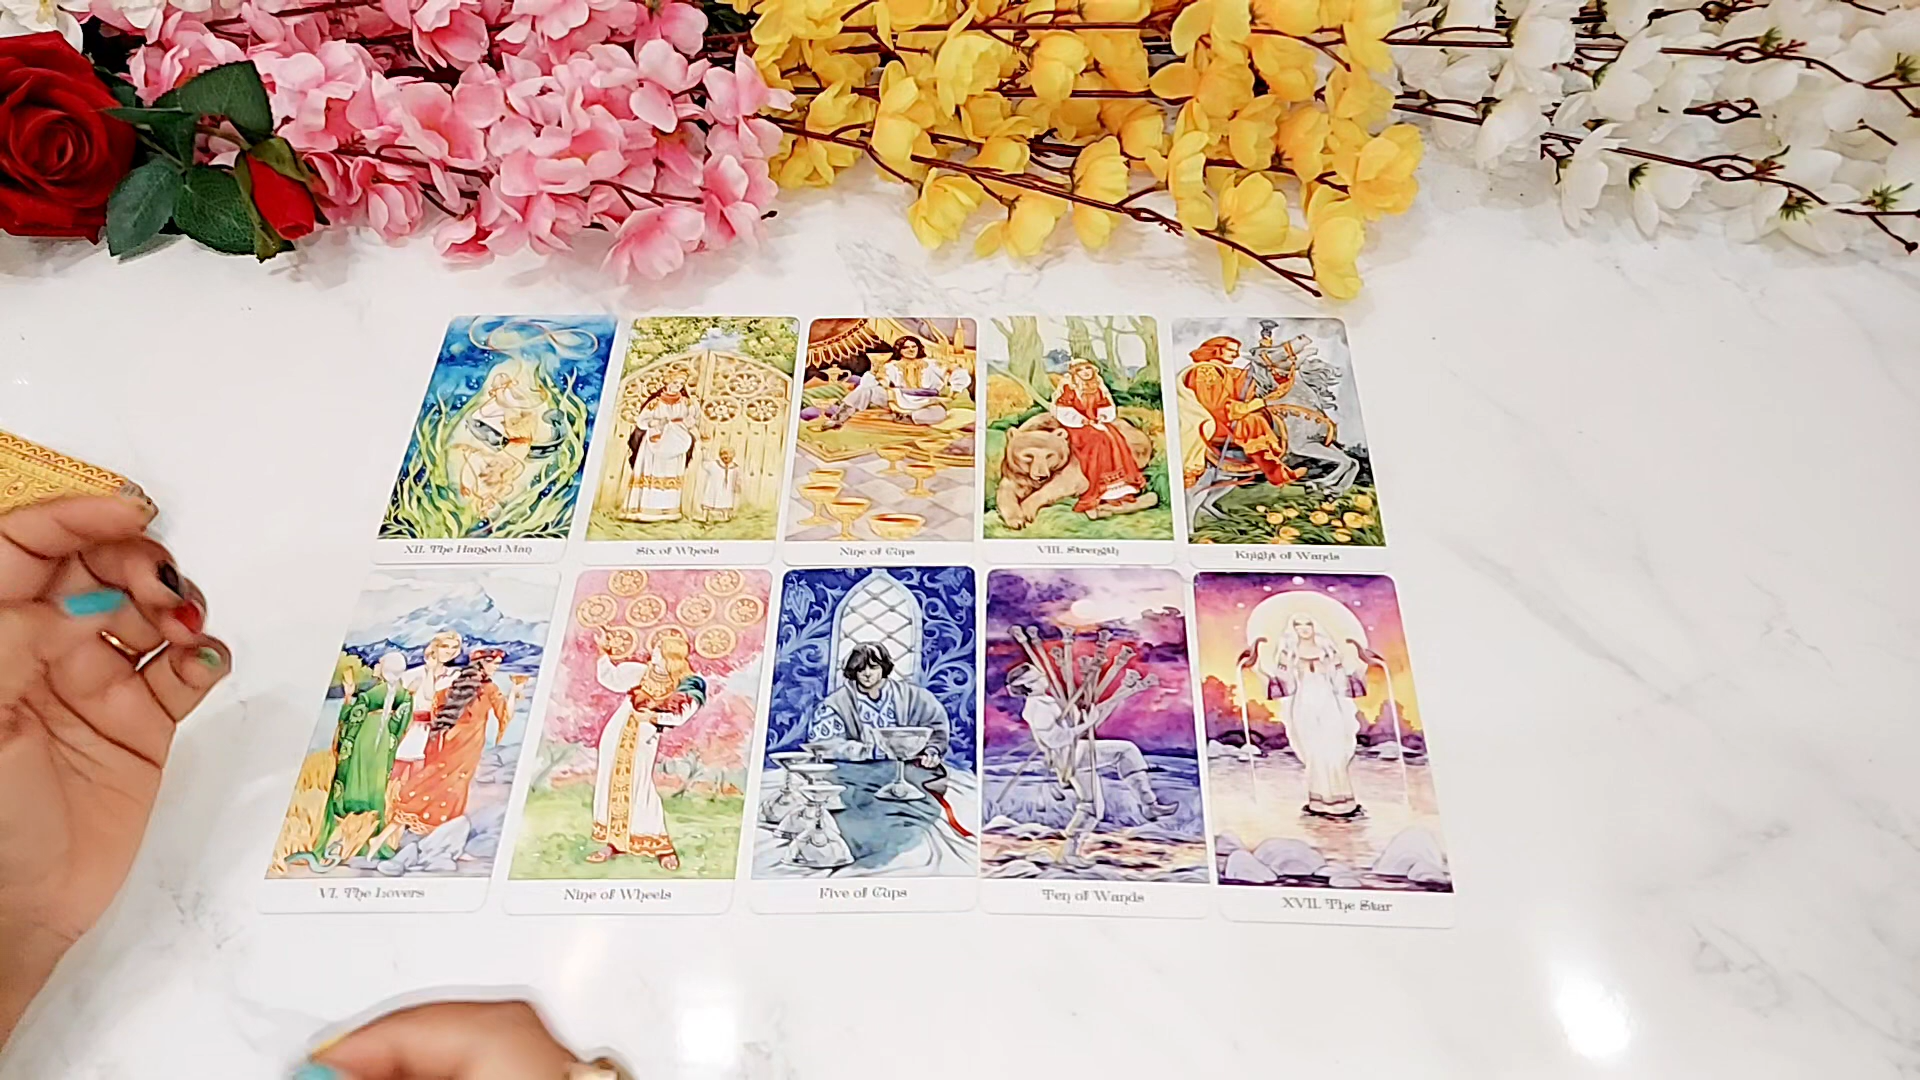 XII. The Hanged Man
Six of Wheels
Nine of Cups
VIII. Strength
Knight of Wands
VI. The Lovers
Nine of Wheels
Five of Cups
Ten of Wands
XVII. The Star